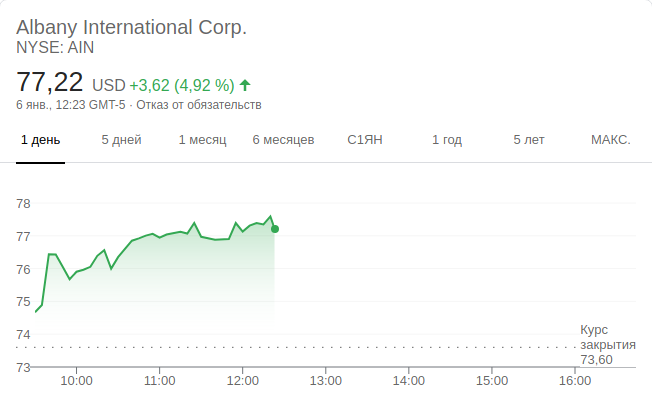 Albany International Corp.
NYSE: AIN
77,22 USD +3,62 (4,92 %)
6 янв., 12:23 GMT-5 · Отказ от обязательств
1 день 5 дней 1 месяц 6 месяцев С1ЯН 1 год 5 лет МАКС.
78
77
76
75
74
Курс
закрытия
73,60
73
10:00 11:00 12:00 13:00 14:00 15:00 16:00